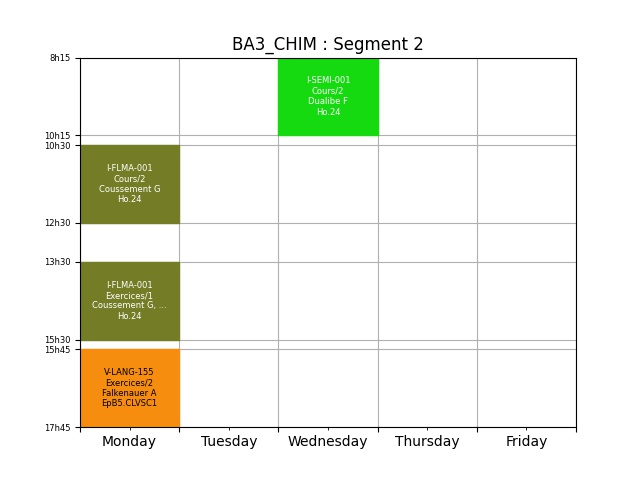 BA3_CHIM : Segment 2
8h15
I-SEMI-001
Cours/2
Dualibe F
Ho.24
10h15
10h30
I-FLMA-001
Cours/2
Coussement G
Ho.24
12h30
13h30
I-FLMA-001
Exercices/1
Coussement G, ...
Ho.24
15h30
15h45
V-LANG-155
Exercices/2
Falkenauer A
EpB5.CLVSC1
17h45
Monday
Tuesday
Wednesday
Thursday
Friday